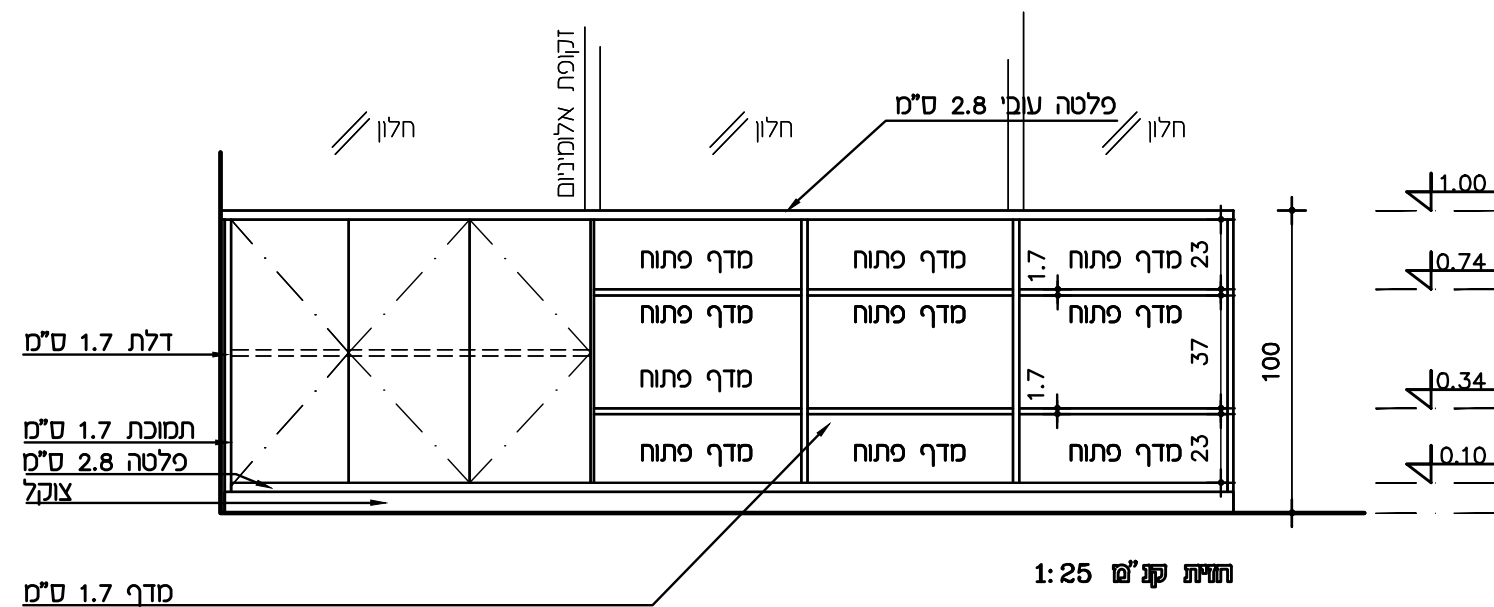 זקופת אלומיניום
חלון
חלון
חלון
פלטה עובי 2.8 ס"מ
1.00
מדף פתוח
מדף פתוח
מדף פתוח
23
1.7
0.74
מדף פתוח
מדף פתוח
מדף פתוח
דלת 1.7 ס"מ
37
100
מדף פתוח
1.7
0.34
תמוכת 1.7 ס"מ
מדף פתוח
מדף פתוח
מדף פתוח
23
0.10
פלטה 2.8 ס"מ
צוקל
חזית קנ"מ 1:25
מדף 1.7 ס"מ